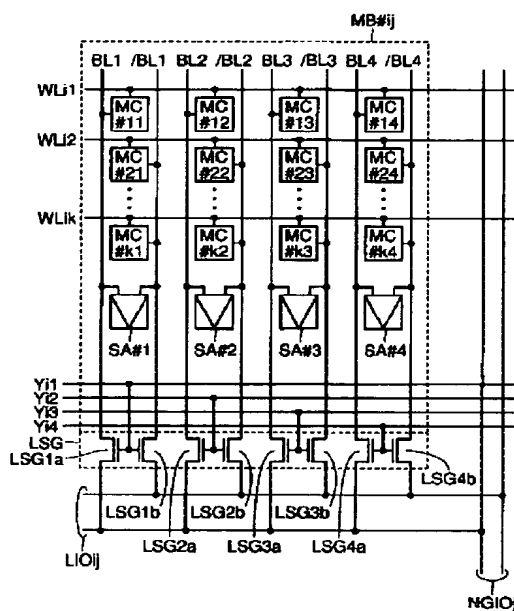 MB#ij
BL1 /BL1 BL2 /BL2 BL3 /BL3 BL4 /BL4
WLi1
MC #11 MC #12 MC #13 MC #14
WLi2
MC #21 MC #22 MC #23 MC #24
WLik
MC #k1 MC #k2 MC #k3 MC #k4
SA#1 SA#2 SA#3 SA#4
Yi1
Yi2
Yi3
Yi4
LSG
LSG1a
LSG4b
LSG1b LSG2b LSG3b
LSG2a LSG3a LSG4a
LIOij